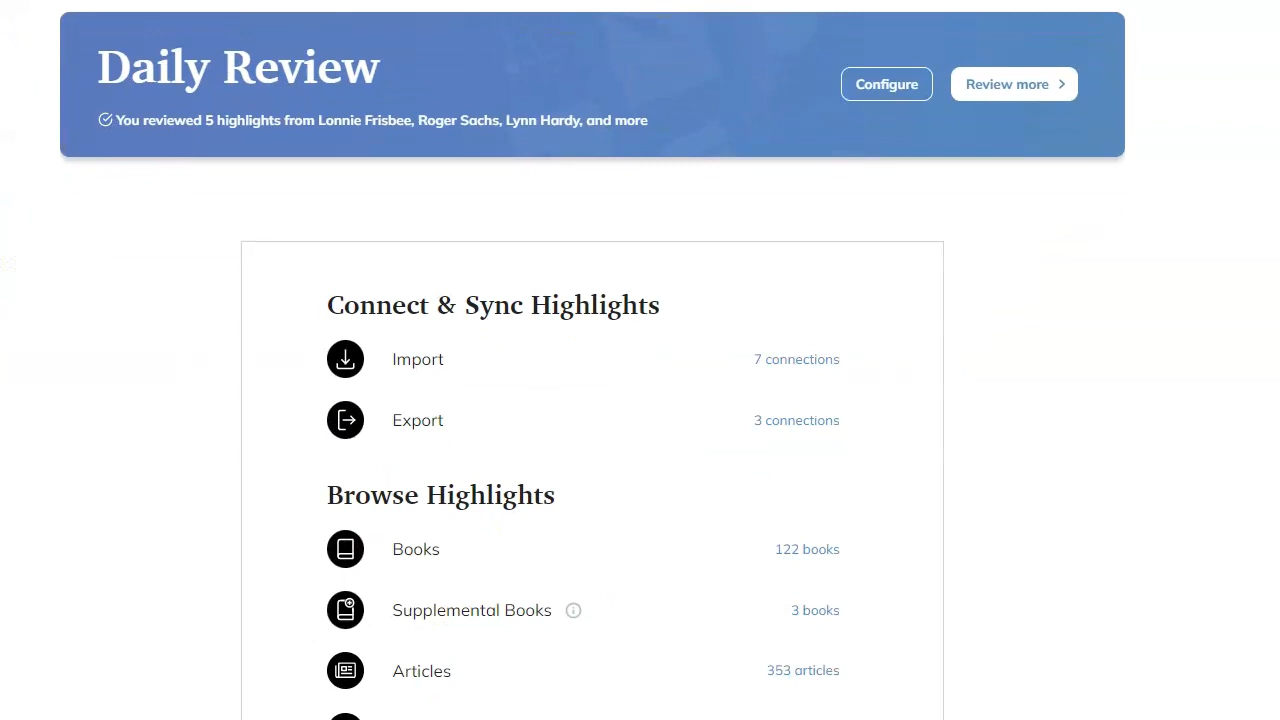 Daily Review
Configure
Review more
You reviewed 5 highlights from Lonnie Frisbee, Roger Sachs, Lynn Hardy, and more
Connect & Sync Highlights
Import
7 connections
Export
3 connections
Browse Highlights
Books
122 books
Supplemental Books
3 books
Articles
353 articles